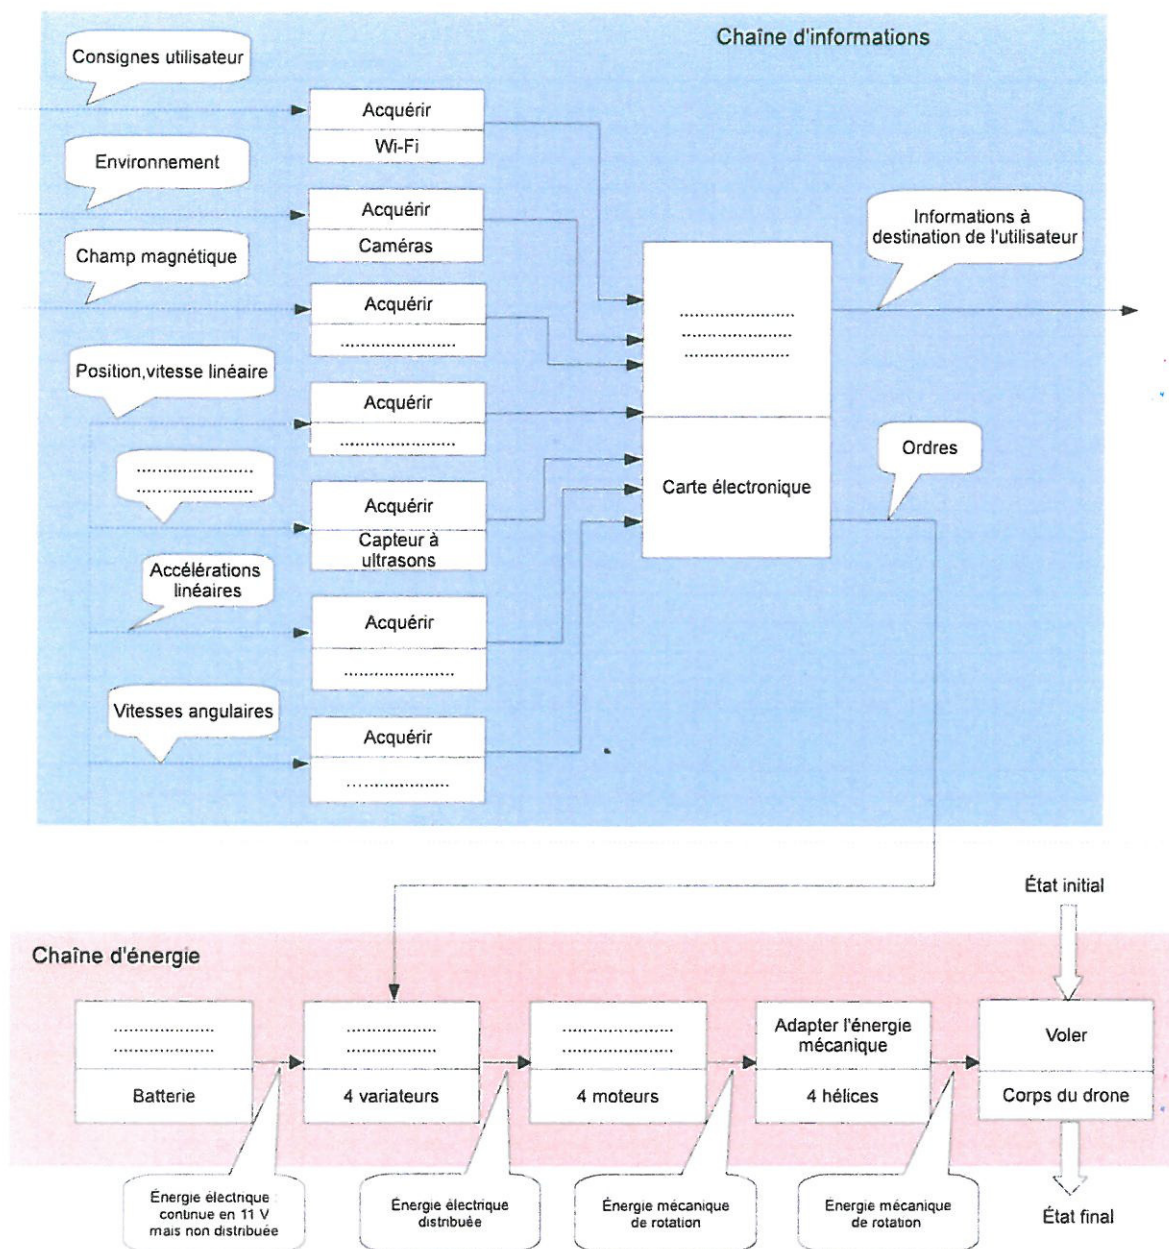 Chaîne d'informations
Consignes utilisateur
Acquérir
Wi-Fi
Environnement
Acquérir
Caméras
Champ magnétique
Acquérir
....................
Position,vitesse linéaire
Acquérir
....................
....................
....................
Acquérir
Capteur à
ultrasons
Accélérations
linéaires
Acquérir
....................
Vitesses angulaires
Acquérir
....................
....................
....................
....................
Carte électronique
Informations à
destination de l'utilisateur
Ordres
État initial
Chaîne d'énergie
....................
....................
Batterie
....................
....................
4 variateurs
....................
....................
4 moteurs
Adapter l'énergie
mécanique
4 hélices
Voler
Corps du drone
Énergie électrique :
continue en 11 V
mais non distribuée
Énergie électrique
distribuée
Énergie mécanique
de rotation
Énergie mécanique
de rotation
État final